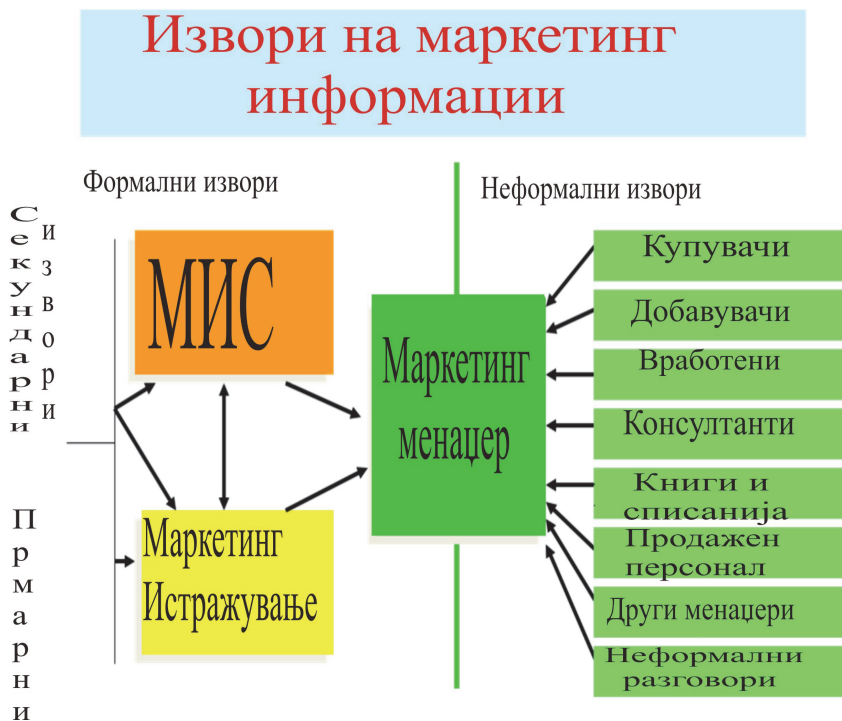 Извори на маркетинг
информации
Формални извори
Неформални извори
Секундарни
извори
Прмарни
МИС
Маркетинг
Истражување
Маркетинг
менаџер
Купувачи
Добавувачи
Вработени
Консултанти
Книги и
списанија
Продажен
персонал
Други менаџери
Неформални
разговори